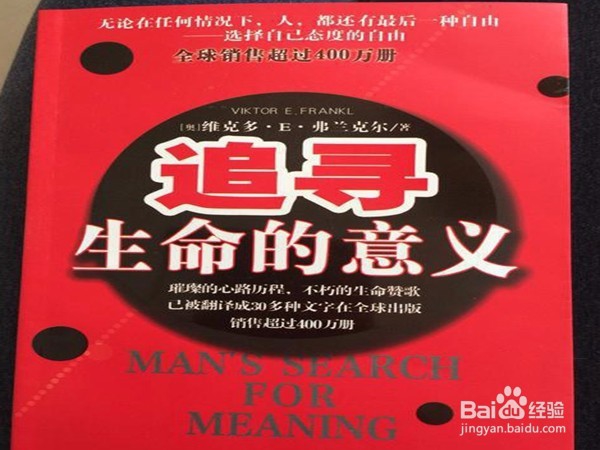 无论在任何情况下，人，都还有最后一种自由
——选择自己态度的自由
全球销售超过400万册
VIKTOR E. FRANKL
[奥]维克多·E·弗兰克尔/著
追寻
生命的意义
璀璨的心路历程，不朽的生命赞歌
已被翻译成30多种文字在全球出版
销售超过400万册
MAN'S SEARCH
FOR
MEANING
Bai du 经验
jingyan.baidu.com